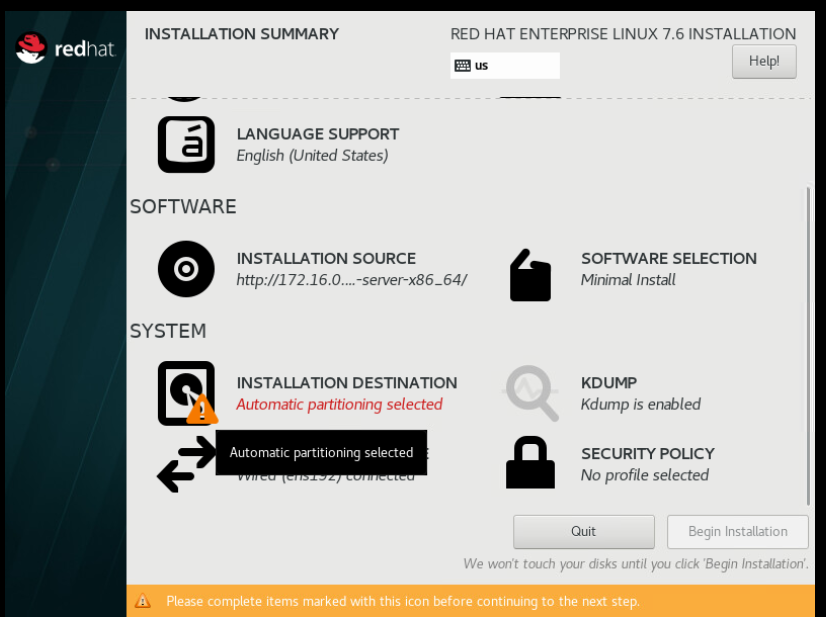 redhat
INSTALLATION SUMMARY
RED HAT ENTERPRISE LINUX 7.6 INSTALLATION
us
Help!
LANGUAGE SUPPORT
English (United States)
SOFTWARE
INSTALLATION SOURCE
http://172.16.0....-server-x86_64/
SOFTWARE SELECTION
Minimal Install
SYSTEM
INSTALLATION DESTINATION
Automatic partitioning selected
KDUMP
Kdump is enabled
Automatic partitioning selected
Wired (ens192) connected
SECURITY POLICY
No profile selected
Quit
Begin Installation
We won't touch your disks until you click 'Begin Installation'.
Please complete items marked with this icon before continuing to the next step.